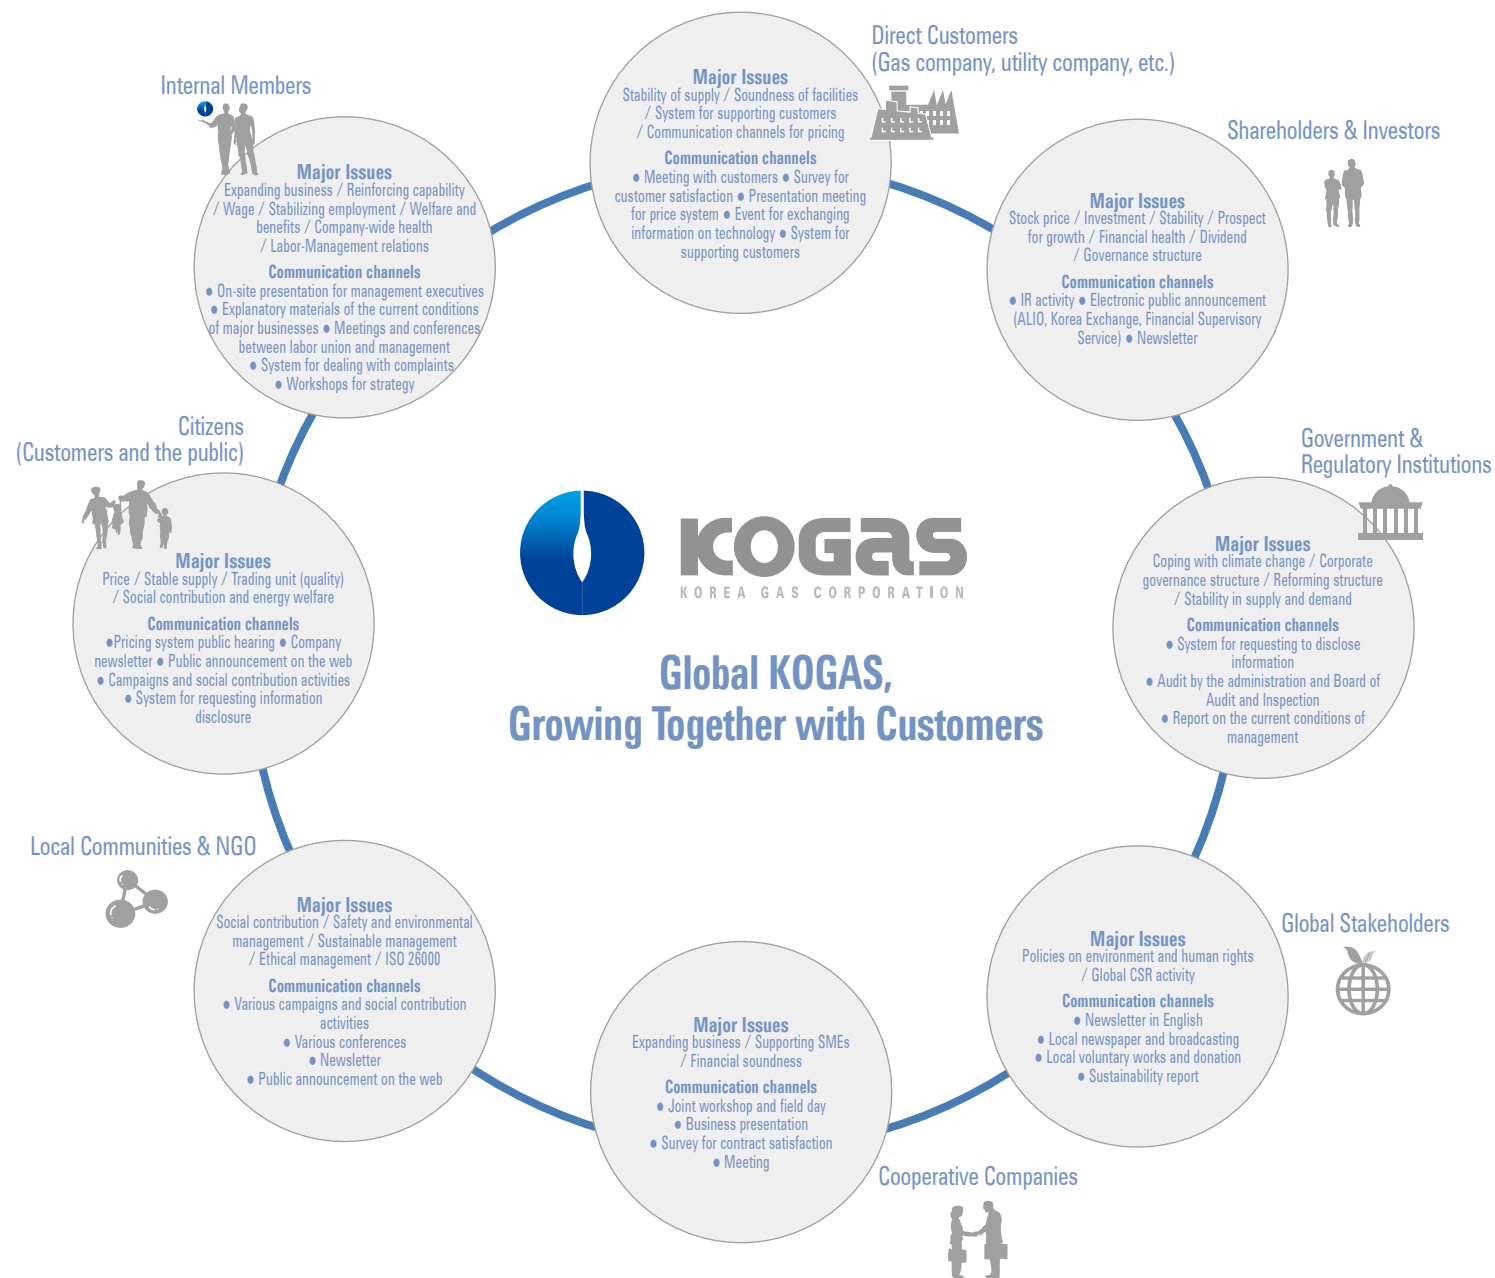 Direct Customers
(Gas company, utility company, etc.)
Major Issues
Stability of supply / Soundness of facilities
/ System for supporting customers
/ Communication channels for pricing
Communication channels
● Meeting with customers ● Survey for
customer satisfaction ● Presentation meeting
for price system ● Event for exchanging
information on technology ● System for
supporting customers
Shareholders & Investors
Major Issues
Stock price / Investment / Stability / Prospect
for growth / Financial health / Dividend
/ Governance structure
Communication channels
● IR activity ● Electronic public announcement
(ALIO, Korea Exchange, Financial Supervisory
Service) ● Newsletter
Government &
Regulatory Institutions
Major Issues
Coping with climate change / Corporate
governance structure / Reforming structure
/ Stability in supply and demand
Communication channels
● System for requesting to disclose
information
● Audit by the administration and Board of
Audit and Inspection
● Report on the current conditions of
management
Global Stakeholders
Major Issues
Policies on environment and human rights
/ Global CSR activity
Communication channels
● Newsletter in English
● Local newspaper and broadcasting
● Local voluntary works and donation
● Sustainability report
Cooperative Companies
Major Issues
Expanding business / Supporting SMEs
/ Financial soundness
Communication channels
● Joint workshop and field day
● Business presentation
● Survey for contract satisfaction
● Meeting
Local Communities & NGO
Major Issues
Social contribution / Safety and environmental
management / Sustainable management
/ Ethical management / ISO 26000
Communication channels
● Various campaigns and social contribution
activities
● Various conferences
● Newsletter
● Public announcement on the web
Citizens
(Customers and the public)
Major Issues
Price / Stable supply / Trading unit (quality)
/ Social contribution and energy welfare
Communication channels
●Pricing system public hearing ● Company
newsletter ● Public announcement on the web
● Campaigns and social contribution activities
● System for requesting information
disclosure
Internal Members
Major Issues
Expanding business / Reinforcing capability
/ Wage / Stabilizing employment / Welfare and
benefits / Company-wide health
/ Labor-Management relations
Communication channels
● On-site presentation for management executives
● Explanatory materials of the current conditions
of major businesses ● Meetings and conferences
between labor union and management
● System for dealing with complaints
● Workshops for strategy
KOGAS
KOREA GAS CORPORATION
Global KOGAS,
Growing Together with Customers